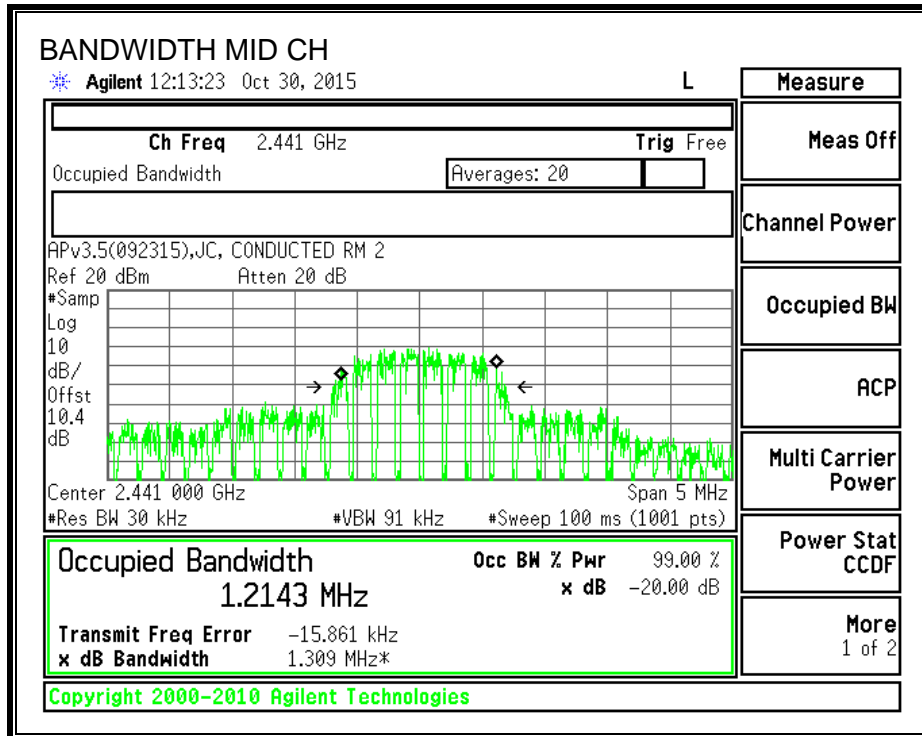 BANDWIDTH MID CH
Agilent 12:13:23 Oct 30, 2015 L
Measure
Ch Freq 2.441 GHz Trig Free
Meas Off
Occupied Bandwidth Averages: 20
Channel Power
APv3.5(092315),JC, CONDUCTED RM 2
Ref 20 dBm Atten 20 dB
#Samp
Log
10
dB/
Offst
10.4
dB
Occupied BW
ACP
Multi Carrier
Power
Center 2.441 000 GHz Span 5 MHz
#Res BW 30 kHz #VBW 91 kHz #Sweep 100 ms (1001 pts)
Power Stat
CCDF
Occupied Bandwidth Occ BW % Pwr 99.00 %
1.2143 MHz x dB -20.00 dB
Transmit Freq Error -15.861 kHz
x dB Bandwidth 1.309 MHz*
More
1 of 2
Copyright 2000-2010 Agilent Technologies